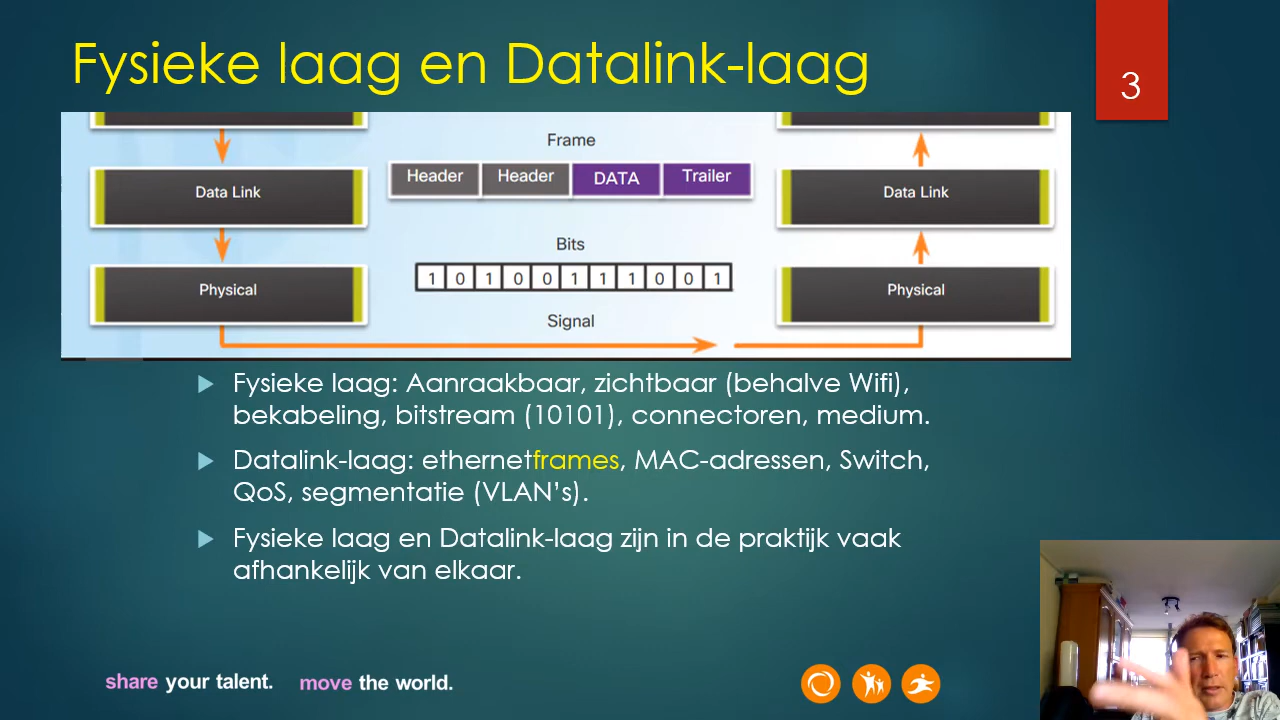 Fysieke laag en Datalink-laag
3
Frame
Data Link
Header Header DATA Trailer
Data Link
Bits
1 0 1 0 0 1 1 1 0 0 1
Physical
Physical
Signal
Fysieke laag: Aanraakbaar, zichtbaar (behalve Wifi),
bekabeling, bitstream (10101), connectoren, medium.
Datalink-laag: ethernetframes, MAC-adressen, Switch,
QoS, segmentatie (VLAN's).
Fysieke laag en Datalink-laag zijn in de praktijk vaak
afhankelijk van elkaar.
share your talent. move the world.